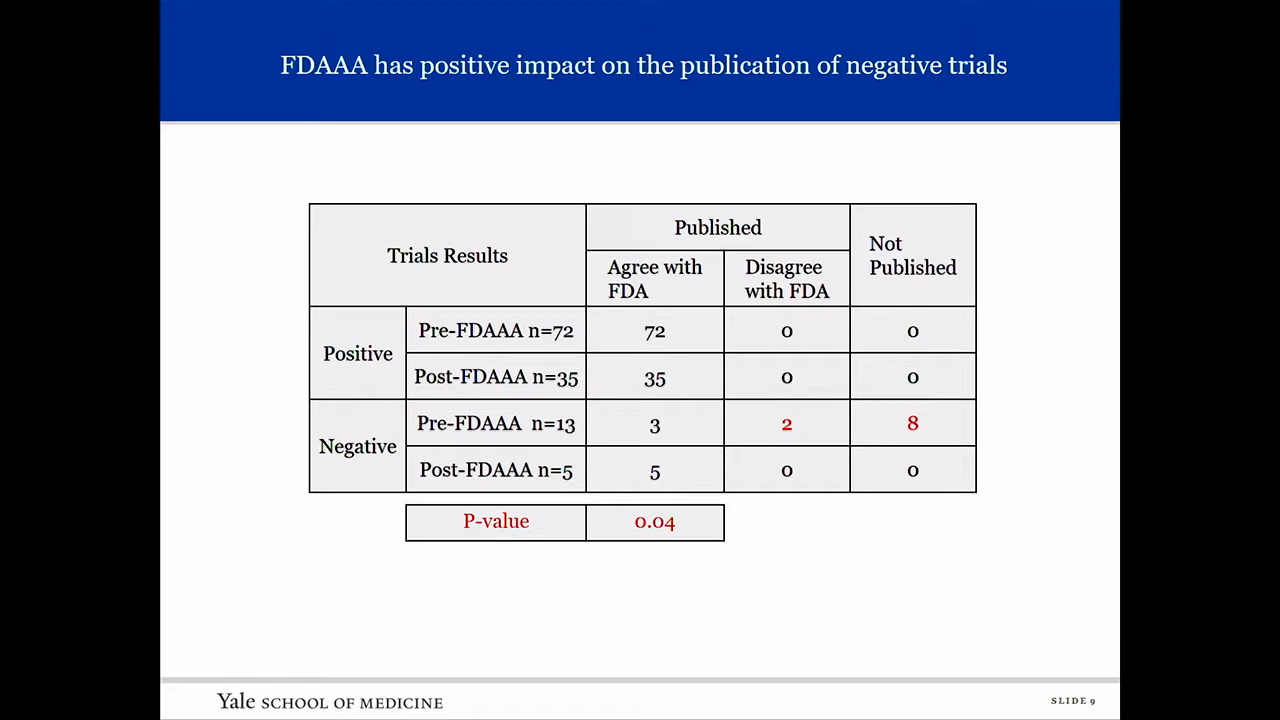 FDAAA has positive impact on the publication of negative trials
Trials Results
Published
Not
Published
Agree with
FDA
Disagree
with FDA
Positive
Pre-FDAAA n=72
72
0
0
Post-FDAAA n=35
35
0
0
Negative
Pre-FDAAA n=13
3
2
8
Post-FDAAA n=5
5
0
0
P-value
0.04
Yale SCHOOL OF MEDICINE
SLIDE 9